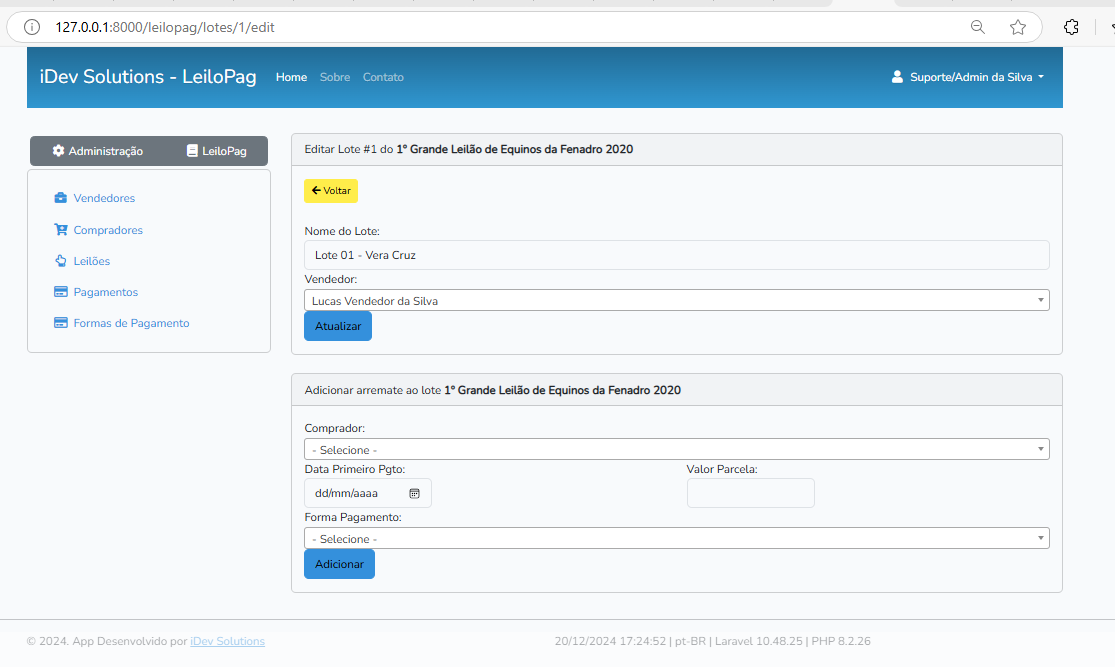 127.0.0.1:8000/leilopag/lotes/1/edit
iDev Solutions - LeiloPag Home Sobre Contato Suporte/Admin da Silva
Administração LeiloPag
Vendedores
Compradores
Leilões
Pagamentos
Formas de Pagamento
Editar Lote #1 do 1º Grande Leilão de Equinos da Fenadro 2020
Voltar
Nome do Lote:
Lote 01 - Vera Cruz
Vendedor:
Lucas Vendedor da Silva
Atualizar
Adicionar arremate ao lote 1º Grande Leilão de Equinos da Fenadro 2020
Comprador:
- Selecione -
Data Primeiro Pgto: Valor Parcela:
dd/mm/aaaa
Forma Pagamento:
- Selecione -
Adicionar
© 2024. App Desenvolvido por iDev Solutions 20/12/2024 17:24:52 | pt-BR | Laravel 10.48.25 | PHP 8.2.26